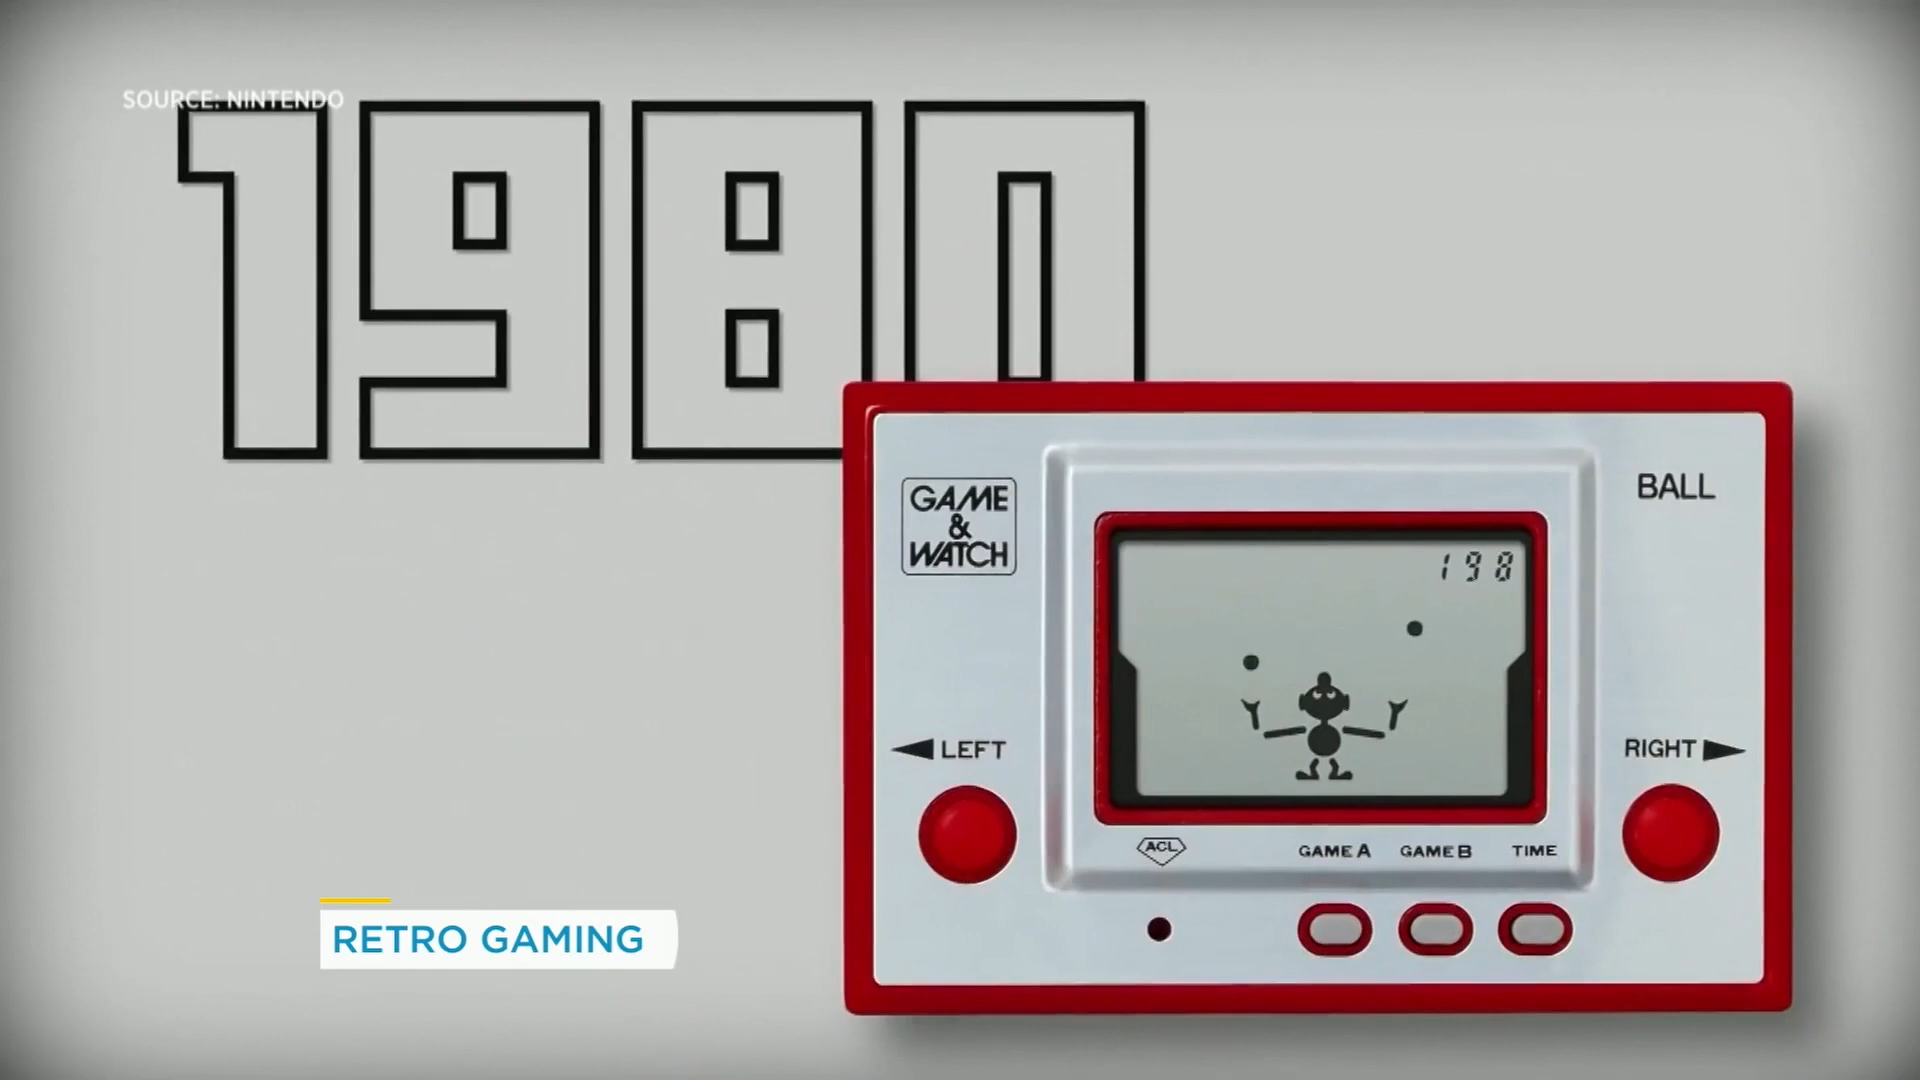 SOURCE: NINTENDO
1980
GAME
&
WATCH
BALL
198
LEFT
RIGHT
ACL
GAME A
GAME B
TIME
RETRO GAMING